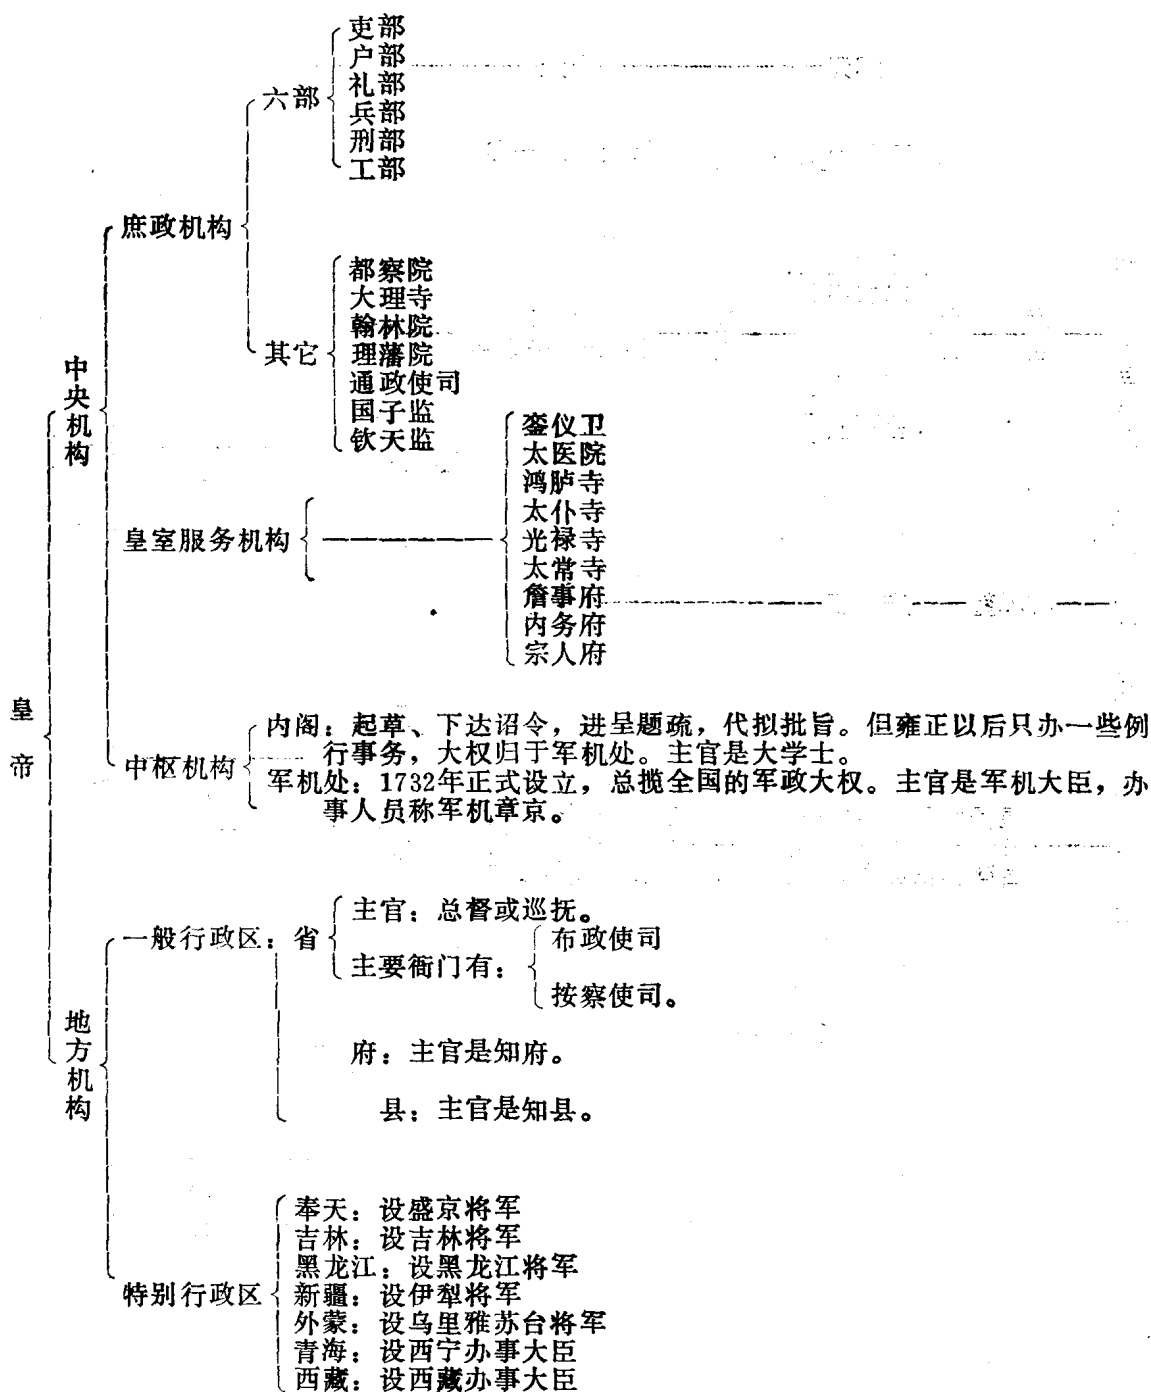 吏部
户部
礼部
六部
兵部
刑部
工部
庶政机构
都察院
大理寺
翰林院
其它
理藩院
通政使司
国子监
钦天监
中央机构
銮仪卫
太医院
鸿胪寺
太仆寺
皇室服务机构
光禄寺
太常寺
詹事府
内务府
宗人府
皇帝
中枢机构
内阁：起草、下达诏令，进呈题疏，代拟批旨。但雍正以后只办一些例
行事务，大权归于军机处。主官是大学士。
军机处：1732年正式设立，总揽全国的军政大权。主官是军机大臣，办
事人员称军机章京。
地方机构
一般行政区：省
主官：总督或巡抚。
主要衙门有：
布政使司
按察使司。
府：主官是知府。
县：主官是知县。
特别行政区
奉天：设盛京将军
吉林：设吉林将军
黑龙江：设黑龙江将军
新疆：设伊犁将军
外蒙：设乌里雅苏台将军
青海：设西宁办事大臣
西藏：设西藏办事大臣